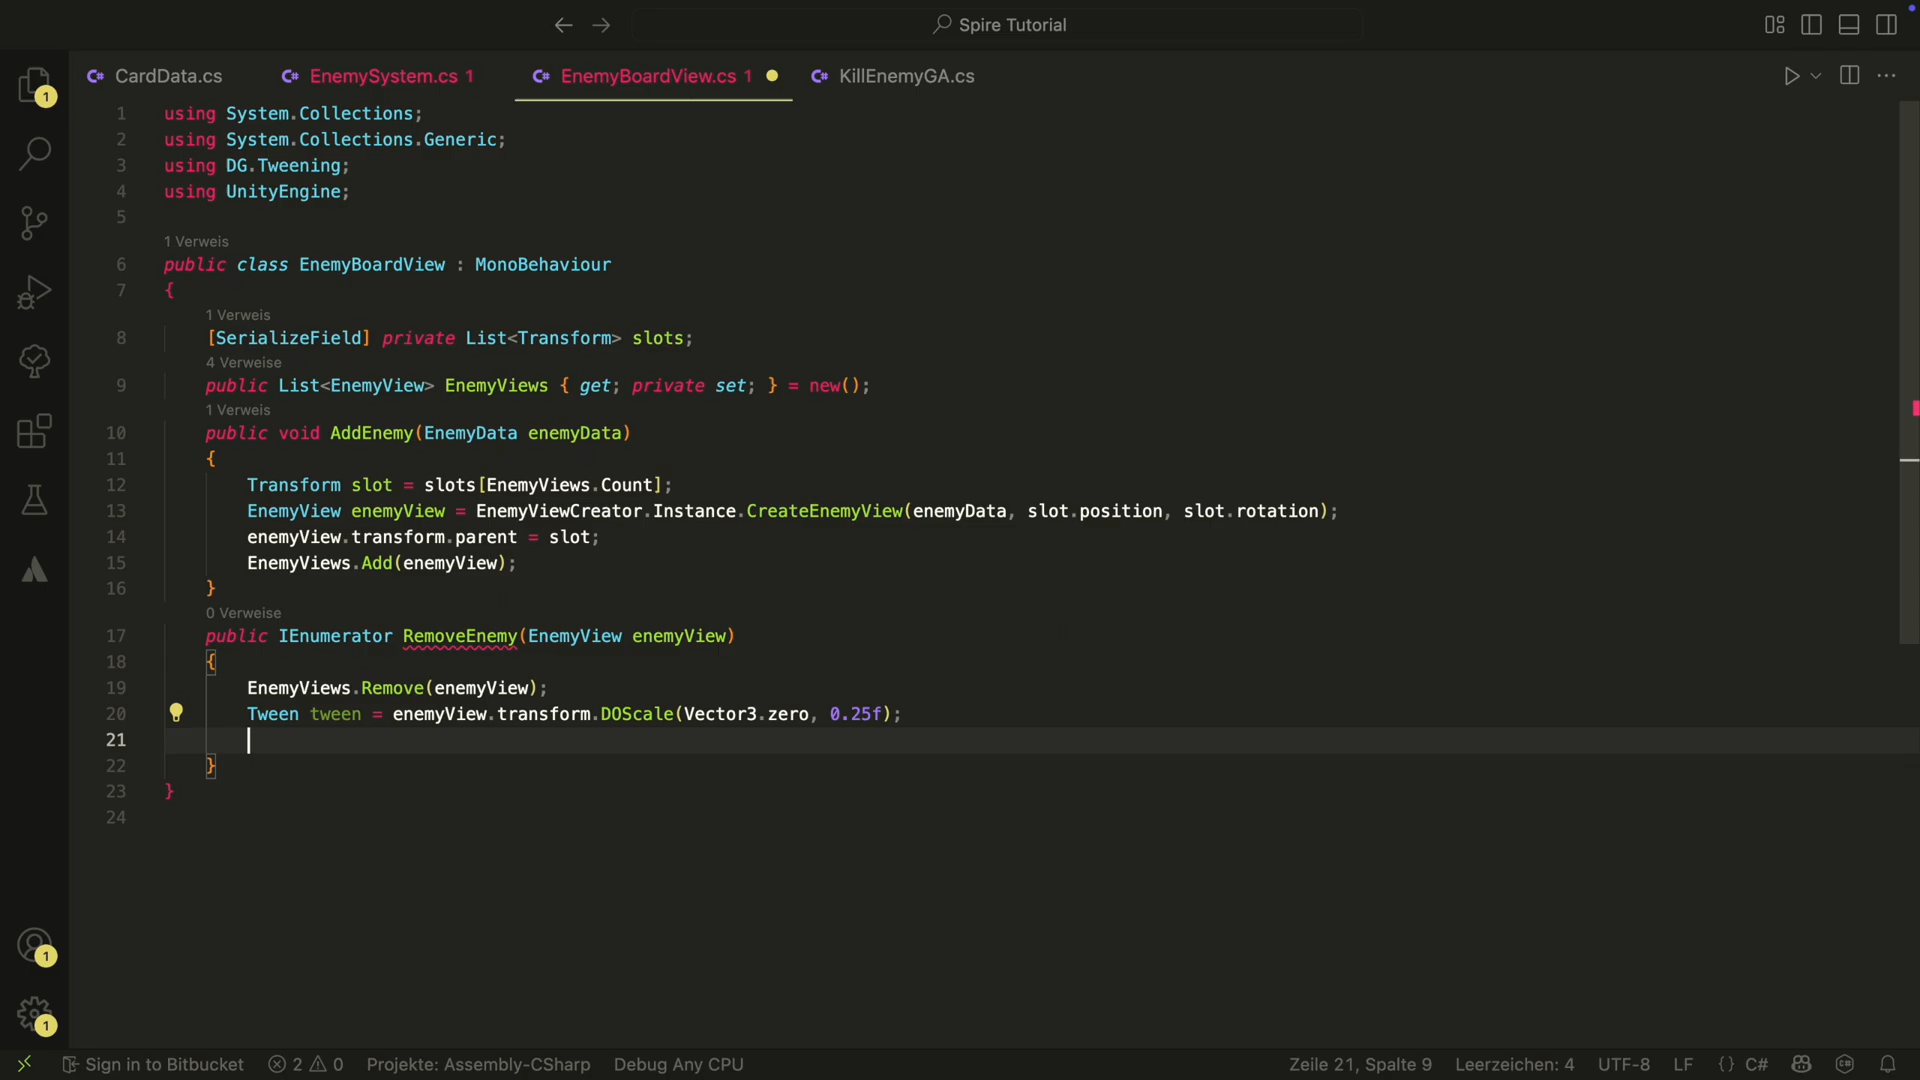 Spire Tutorial
CardData.cs EnemySystem.cs 1 EnemyBoardView.cs 1 KillEnemyGA.cs
1 using System.Collections;
2 using System.Collections.Generic;
3 using DG.Tweening;
4 using UnityEngine;
5
1 Verweis
6 public class EnemyBoardView : MonoBehaviour
7 {
1 Verweis
8 [SerializeField] private List<Transform> slots;
4 Verweise
9 public List<EnemyView> EnemyViews { get; private set; } = new();
1 Verweis
10 public void AddEnemy(EnemyData enemyData)
11 {
12 Transform slot = slots[EnemyViews.Count];
13 EnemyView enemyView = EnemyViewCreator.Instance.CreateEnemyView(enemyData, slot.position, slot.rotation);
14 enemyView.transform.parent = slot;
15 EnemyViews.Add(enemyView);
16 }
0 Verweise
17 public IEnumerator RemoveEnemy(EnemyView enemyView)
18 {
19 EnemyViews.Remove(enemyView);
20 Tween tween = enemyView.transform.DOScale(Vector3.zero, 0.25f);
21
22 }
23 }
24
1
1
1
Sign in to Bitbucket 2 0 Projekte: Assembly-CSharp Debug Any CPU Zeile 21, Spalte 9 Leerzeichen: 4 UTF-8 LF {} C#